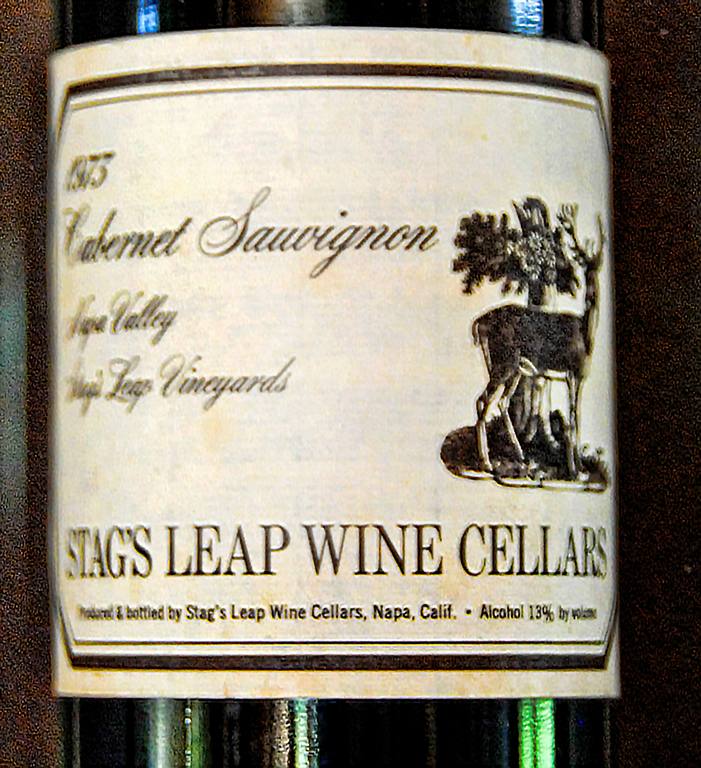 1973
Cabernet Sauvignon
Napa Valley
Stag's Leap Vineyards
STAG'S LEAP WINE CELLARS
Produced & bottled by Stag's Leap Wine Cellars, Napa, Calif. • Alcohol 13% by volume